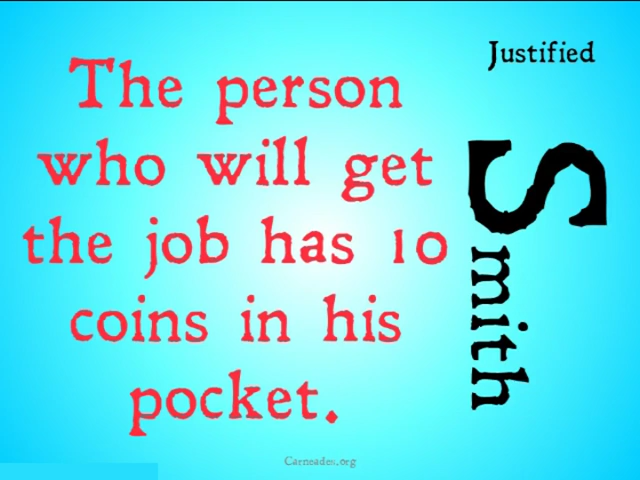 Justified
The person
who will get
the job has 10
coins in his
pocket.
Smith
Carneades.org